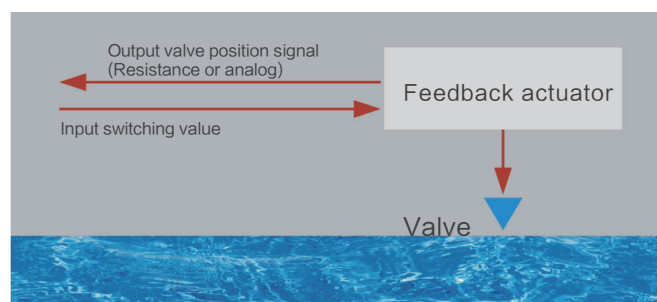 Output valve position signal
(Resistance or analog)
Feedback actuator
Input switching value
Valve